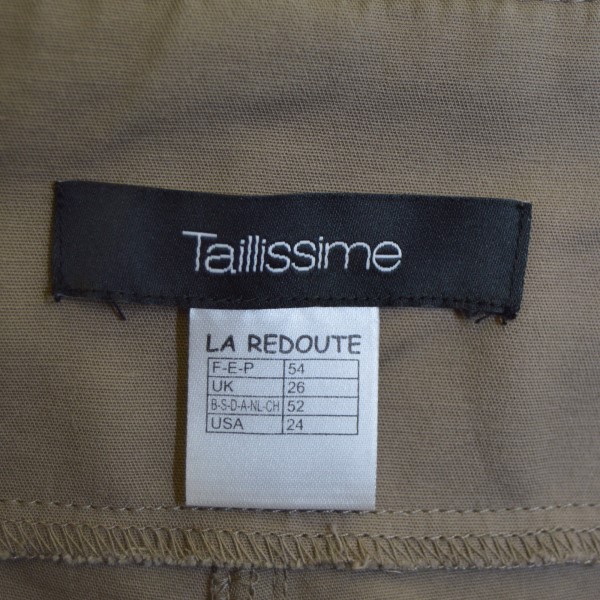 Taillissime
LA REDOUTE
F-E-P 54
UK 26
B-S-D-A-NL-CH 52
USA 24